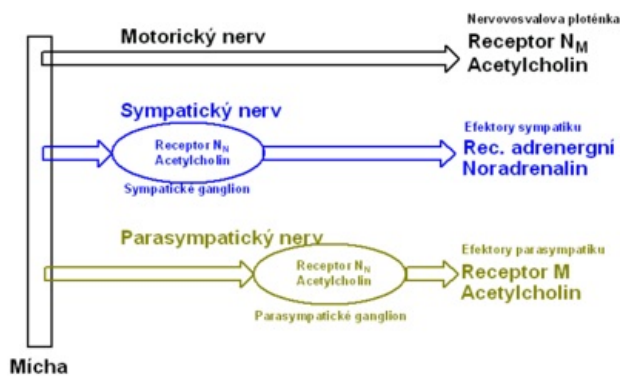 Nervovosvalova ploténka
Motorický nerv
Receptor NM
Acetylcholin
Sympatický nerv
Efektory sympatiku
Receptor NN
Acetylcholin
Rec. adrenergní
Noradrenalin
Sympatické ganglion
Parasympatický nerv
Efektory parasympatiku
Receptor NN
Acetylcholin
Receptor M
Acetylcholin
Parasympatické ganglion
Mícha